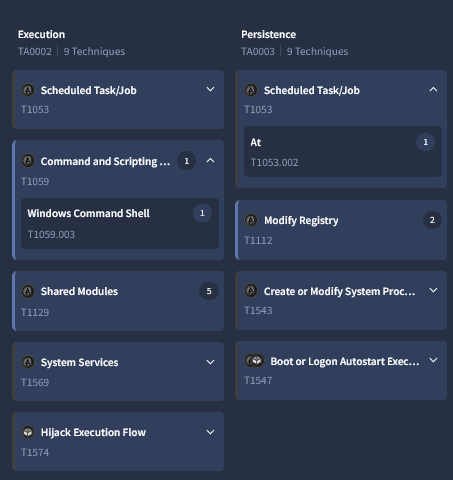 Execution
TA0002 | 9 Techniques
Scheduled Task/Job
T1053
Command and Scripting ... 1
T1059
Windows Command Shell 1
T1059.003
Shared Modules 5
T1129
System Services
T1569
Hijack Execution Flow
T1574
Persistence
TA0003 | 9 Techniques
Scheduled Task/Job
T1053
At 1
T1053.002
Modify Registry 2
T1112
Create or Modify System Proc...
T1543
Boot or Logon Autostart Exec...
T1547